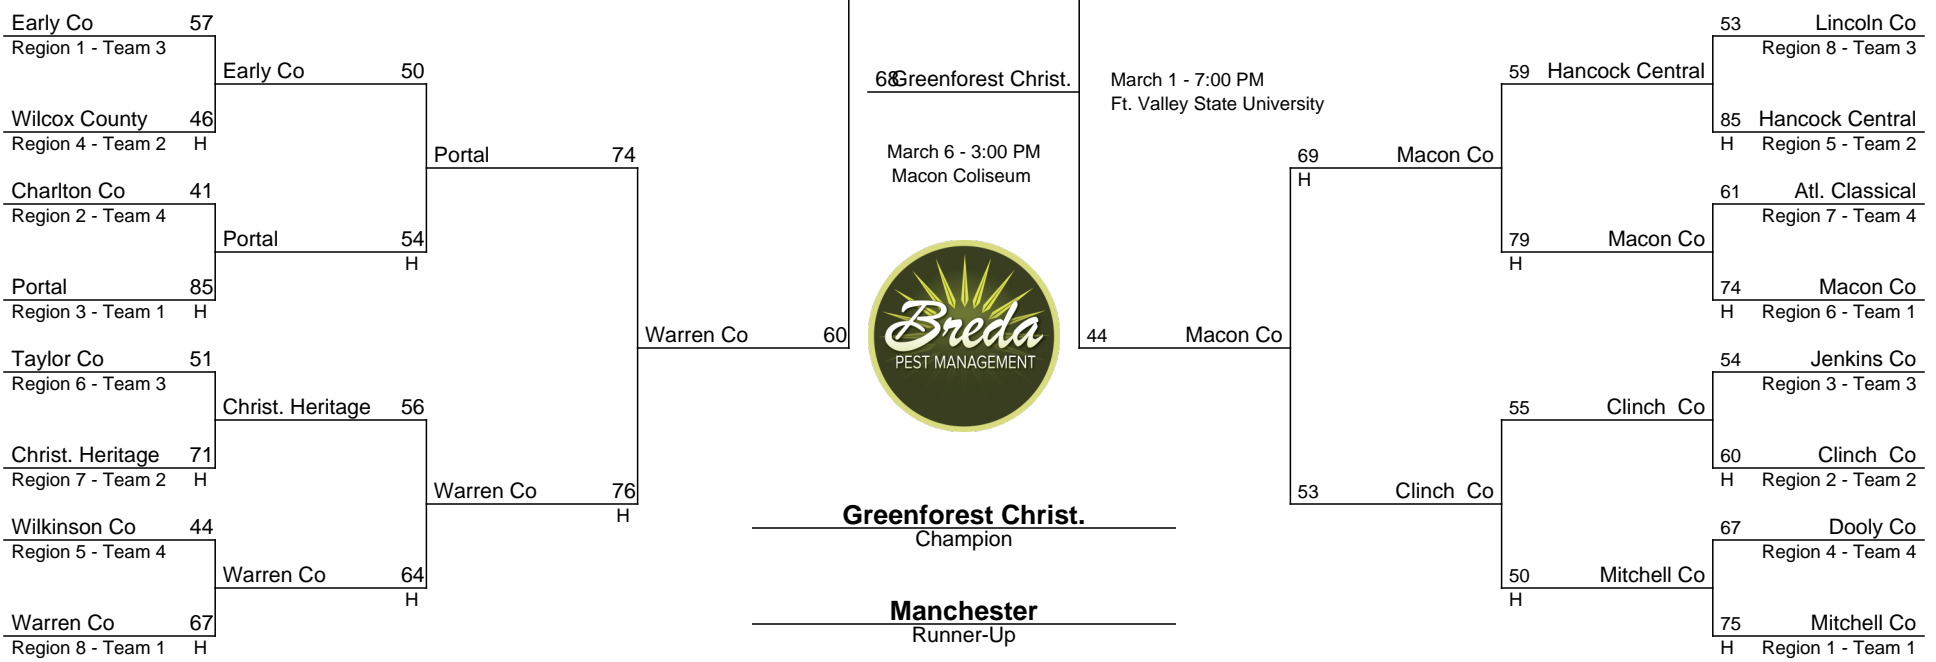 Early Co 57
Region 1 - Team 3
Early Co 50
Wilcox County 46
Region 4 - Team 2 H
Portal 74
Charlton Co 41
Region 2 - Team 4
Portal 54
H
Portal 85
Region 3 - Team 1 H
Warren Co 60
Taylor Co 51
Region 6 - Team 3
Christ. Heritage 56
Christ. Heritage 71
Region 7 - Team 2 H
Warren Co 76
H
Wilkinson Co 44
Region 5 - Team 4
Warren Co 64
H
Warren Co 67
Region 8 - Team 1 H
68 Greenforest Christ.
March 6 - 3:00 PM
Macon Coliseum
Breda
PEST MANAGEMENT
Greenforest Christ.
Champion
Manchester
Runner-Up
March 1 - 7:00 PM
Ft. Valley State University
53 Lincoln Co
Region 8 - Team 3
59 Hancock Central
85 Hancock Central
H Region 5 - Team 2
69 Macon Co
H
61 Atl. Classical
Region 7 - Team 4
79 Macon Co
H
74 Macon Co
H Region 6 - Team 1
44 Macon Co
54 Jenkins Co
Region 3 - Team 3
55 Clinch  Co
60 Clinch  Co
H Region 2 - Team 2
53 Clinch  Co
67 Dooly Co
Region 4 - Team 4
50 Mitchell Co
H
75 Mitchell Co
H Region 1 - Team 1